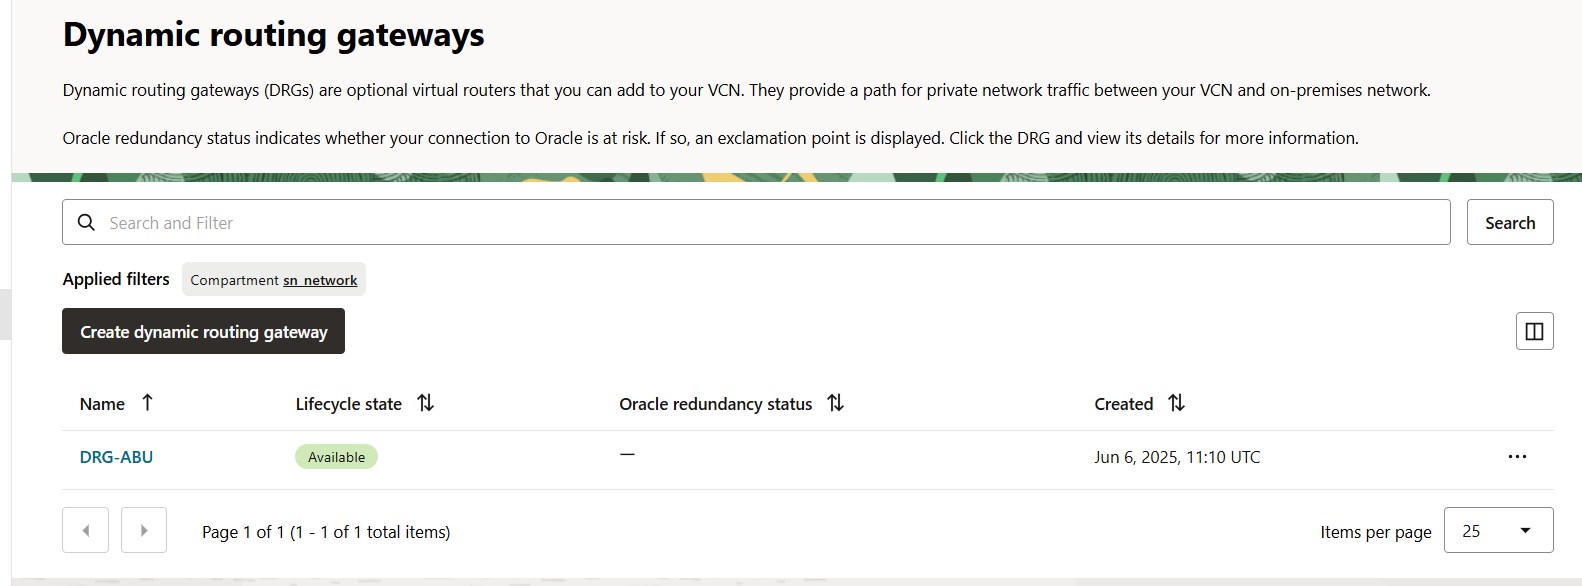 Dynamic routing gateways
Dynamic routing gateways (DRGs) are optional virtual routers that you can add to your VCN. They provide a path for private network traffic between your VCN and on-premises network.
Oracle redundancy status indicates whether your connection to Oracle is at risk. If so, an exclamation point is displayed. Click the DRG and view its details for more information.
Search and Filter
Search
Applied filters Compartment sn_network
Create dynamic routing gateway
Name Lifecycle state Oracle redundancy status Created
DRG-ABU Available — Jun 6, 2025, 11:10 UTC
Page 1 of 1 (1 - 1 of 1 total items) Items per page 25